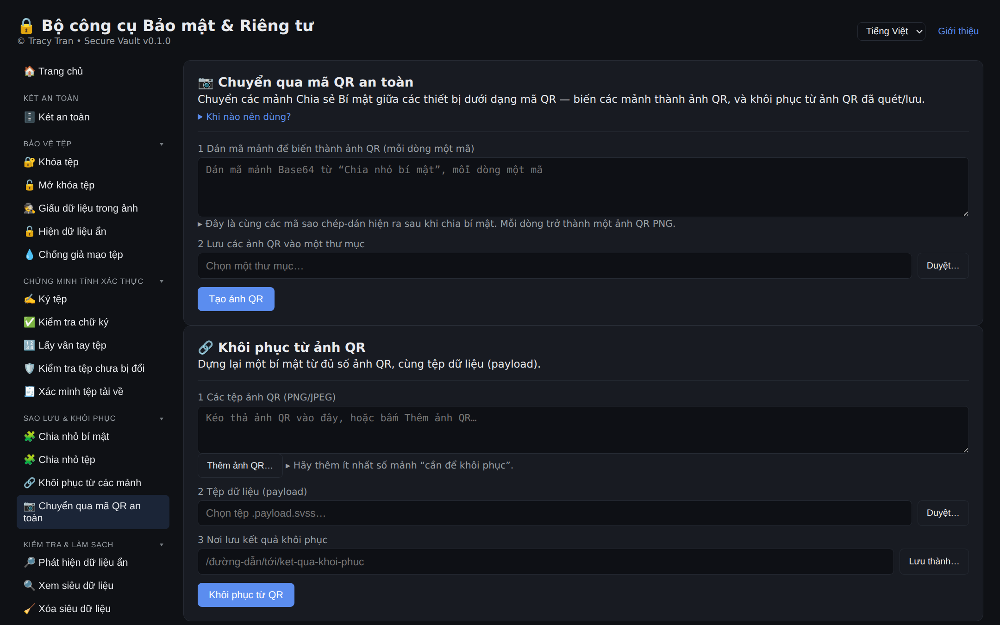 Bộ công cụ Bảo mật & Riêng tư
© Tracy Tran • Secure Vault v0.1.0
Tiếng Việt
Giới thiệu
Trang chủ
KÉT AN TOÀN
Két an toàn
BẢO VỆ TỆP
Khóa tệp
Mở khóa tệp
Giấu dữ liệu trong ảnh
Hiện dữ liệu ẩn
Chống giả mạo tệp
CHỨNG MINH TÍNH XÁC THỰC
Ký tệp
Kiểm tra chữ ký
Lấy vân tay tệp
Kiểm tra tệp chưa bị đổi
Xác minh tệp tải về
SAO LƯU & KHÔI PHỤC
Chia nhỏ bí mật
Chia nhỏ tệp
Khôi phục từ các mảnh
Chuyển qua mã QR an
toàn
KIỂM TRA & LÀM SẠCH
Phát hiện dữ liệu ẩn
Xem siêu dữ liệu
Xóa siêu dữ liệu
Chuyển qua mã QR an toàn
Chuyển các mảnh Chia sẻ Bí mật giữa các thiết bị dưới dạng mã QR — biến các mảnh thành ảnh QR, và khôi phục từ ảnh QR đã quét/lưu.
▶ Khi nào nên dùng?
1 Dán mã mảnh để biến thành ảnh QR (mỗi dòng một mã)
Dán mã mảnh Base64 từ “Chia nhỏ bí mật”, mỗi dòng một mã
▸ Đây là cùng các mã sao chép-dán hiện ra sau khi chia bí mật. Mỗi dòng trở thành một ảnh QR PNG.
2 Lưu các ảnh QR vào một thư mục
Chọn một thư mục…
Duyệt…
Tạo ảnh QR
Khôi phục từ ảnh QR
Dựng lại một bí mật từ đủ số ảnh QR, cùng tệp dữ liệu (payload).
1 Các tệp ảnh QR (PNG/JPEG)
Kéo thả ảnh QR vào đây, hoặc bấm Thêm ảnh QR…
Thêm ảnh QR…
▸ Hãy thêm ít nhất số mảnh “cần để khôi phục”.
2 Tệp dữ liệu (payload)
Chọn tệp .payload.svss…
Duyệt…
3 Nơi lưu kết quả khôi phục
/đường-dẫn/tới/ket-qua-khoi-phuc
Lưu thành…
Khôi phục từ QR